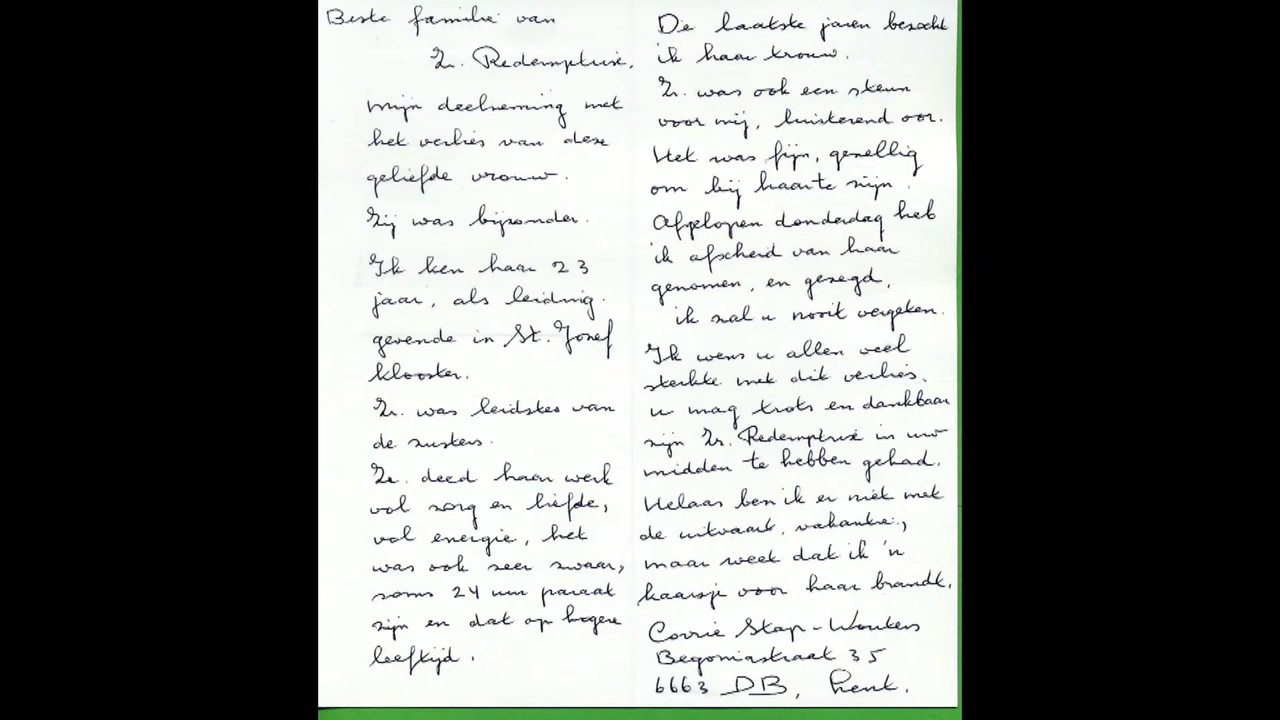 Beste familie van
Zr. Redemptrix,
mijn deelneming met
het verlies van deze
geliefde vrouw.
Zij was bijzonder.
Ik ken haar 23
jaar, als leiding.
gevende in St. Jozef
klooster.
Zr. was leidster van
de zusters.
Zr. deed haar werk
vol zorg en liefde,
vol energie, het
was ook zeer zwaar,
soms 24 uur paraat
zijn en dat op hogere
leeftijd.
De laatste jaren bezocht
ik haar trouw.
Zr. was ook een steun
voor mij, luisterend oor.
Het was fijn, gezellig
om bij haar te zijn.
Afgelopen donderdag heb
ik afscheid van haar
genomen, en gezegd,
ik zal u nooit vergeten.
Ik wens u allen veel
sterkte met dit verlies.
u mag trots en dankbaar
zijn Zr. Redemptrix in uw
midden te hebben gehad.
Helaas ben ik er niet met
de uitvaart, vakantie,
maar weet dat ik 'n
kaarsje voor haar brandt.
Corrie Stap-Wouters
Begoniastraat 35
6663 DB, Lent.